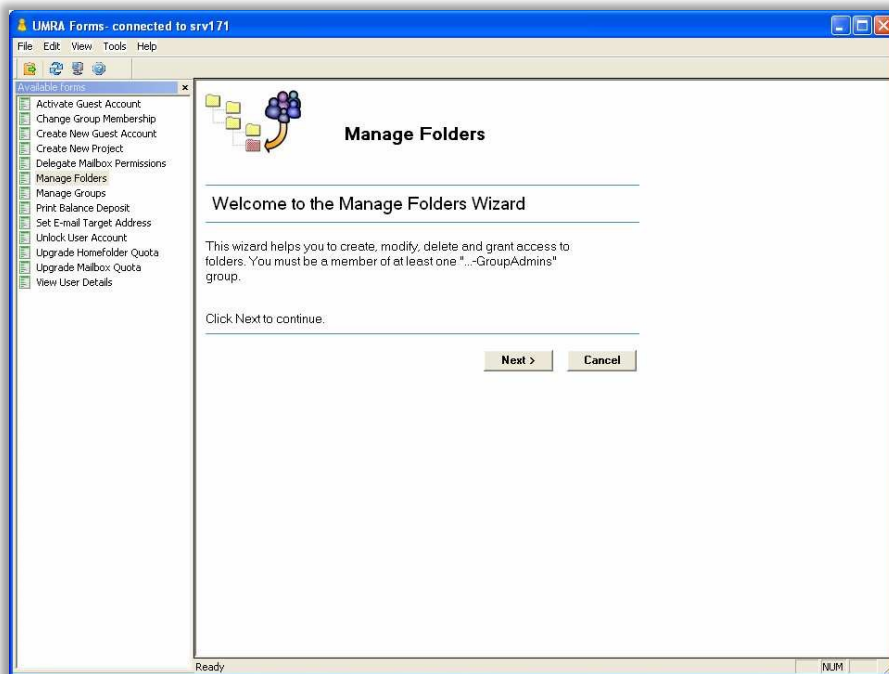 UMRA Forms- connected to srv171
File Edit View Tools Help
Available forms
Activate Guest Account
Change Group Membership
Create New Guest Account
Create New Project
Delegate Mailbox Permissions
Manage Folders
Manage Groups
Print Balance Deposit
Set E-mail Target Address
Unlock User Account
Upgrade Homefolder Quota
Upgrade Mailbox Quota
View User Details
Manage Folders
Welcome to the Manage Folders Wizard
This wizard helps you to create, modify, delete and grant access to
folders. You must be a member of at least one "...-GroupAdmins"
group.
Click Next to continue.
Next > Cancel
Ready NUM